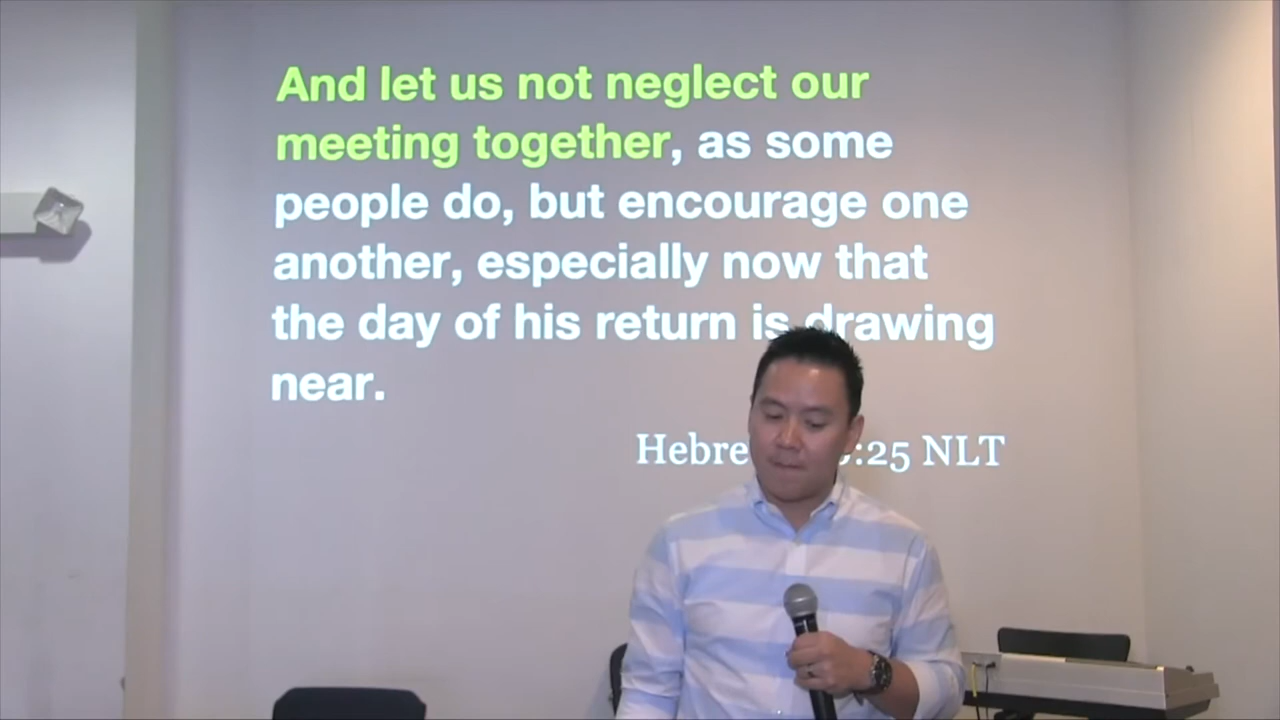 And let us not neglect our
meeting together, as some
people do, but encourage one
another, especially now that
the day of his return is drawing
near.
:25 NLT